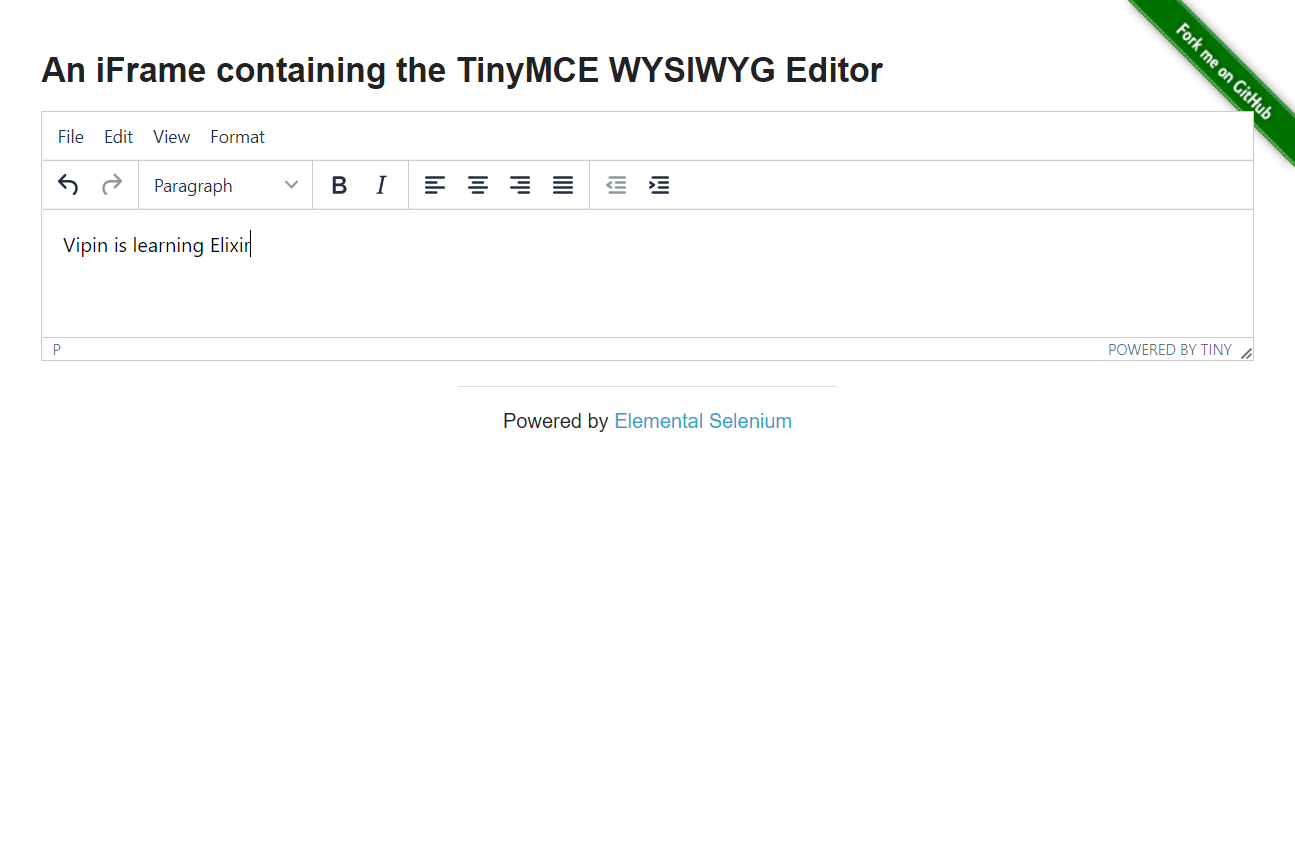 Fork me on GitHub
An iFrame containing the TinyMCE WYSIWYG Editor
File Edit View Format
Paragraph B I
Vipin is learning Elixir
P POWERED BY TINY
Powered by Elemental Selenium